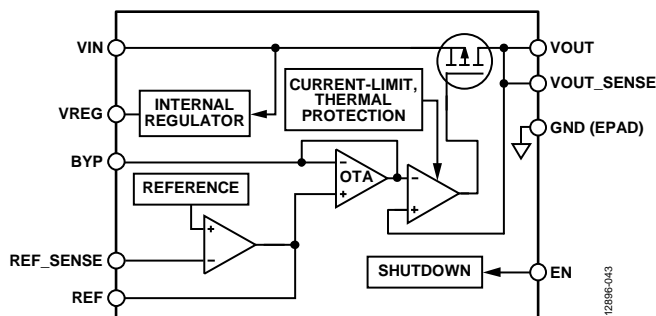 VIN
VOUT
VOUT_SENSE
CURRENT-LIMIT,
THERMAL
PROTECTION
INTERNAL
REGULATOR
VREG
GND (EPAD)
BYP
REFERENCE
−
+
OTA
−
+
+
−
REF_SENSE
REF
SHUTDOWN
EN
12896-043